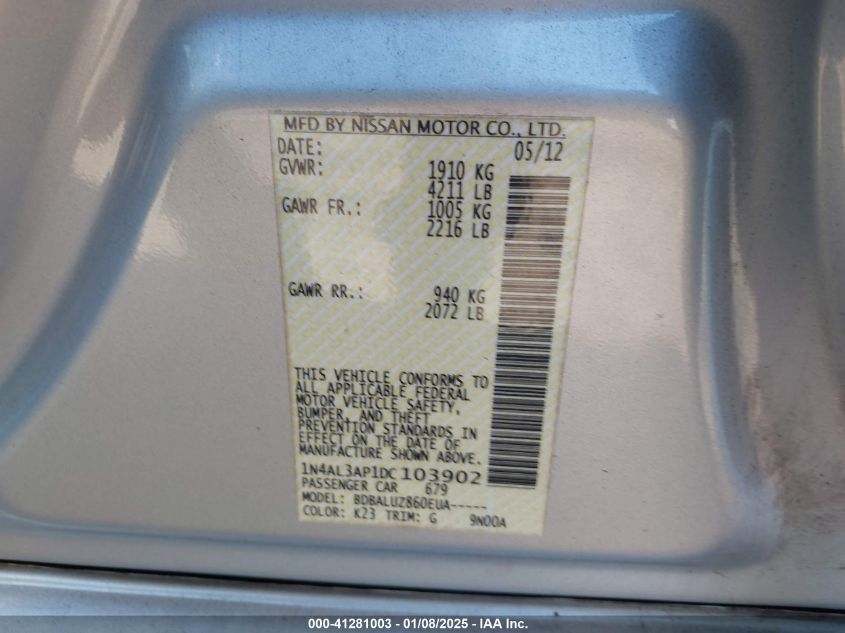 MFD BY NISSAN MOTOR CO., LTD.
DATE: 05/12
GVWR: 1910 KG
4211 LB
GAWR FR.: 1005 KG
2216 LB
GAWR RR.: 940 KG
2072 LB
THIS VEHICLE CONFORMS TO
ALL APPLICABLE FEDERAL
MOTOR VEHICLE SAFETY,
BUMPER, AND THEFT
PREVENTION STANDARDS IN
EFFECT ON THE DATE OF
MANUFACTURE SHOWN ABOVE.
1N4AL3AP1DC103902
PASSENGER CAR 679
MODEL: BDBALUZ860EUA-----
COLOR: K23 TRIM: G 9N00A
000-41281003 — 01/08/2025 — IAA Inc.